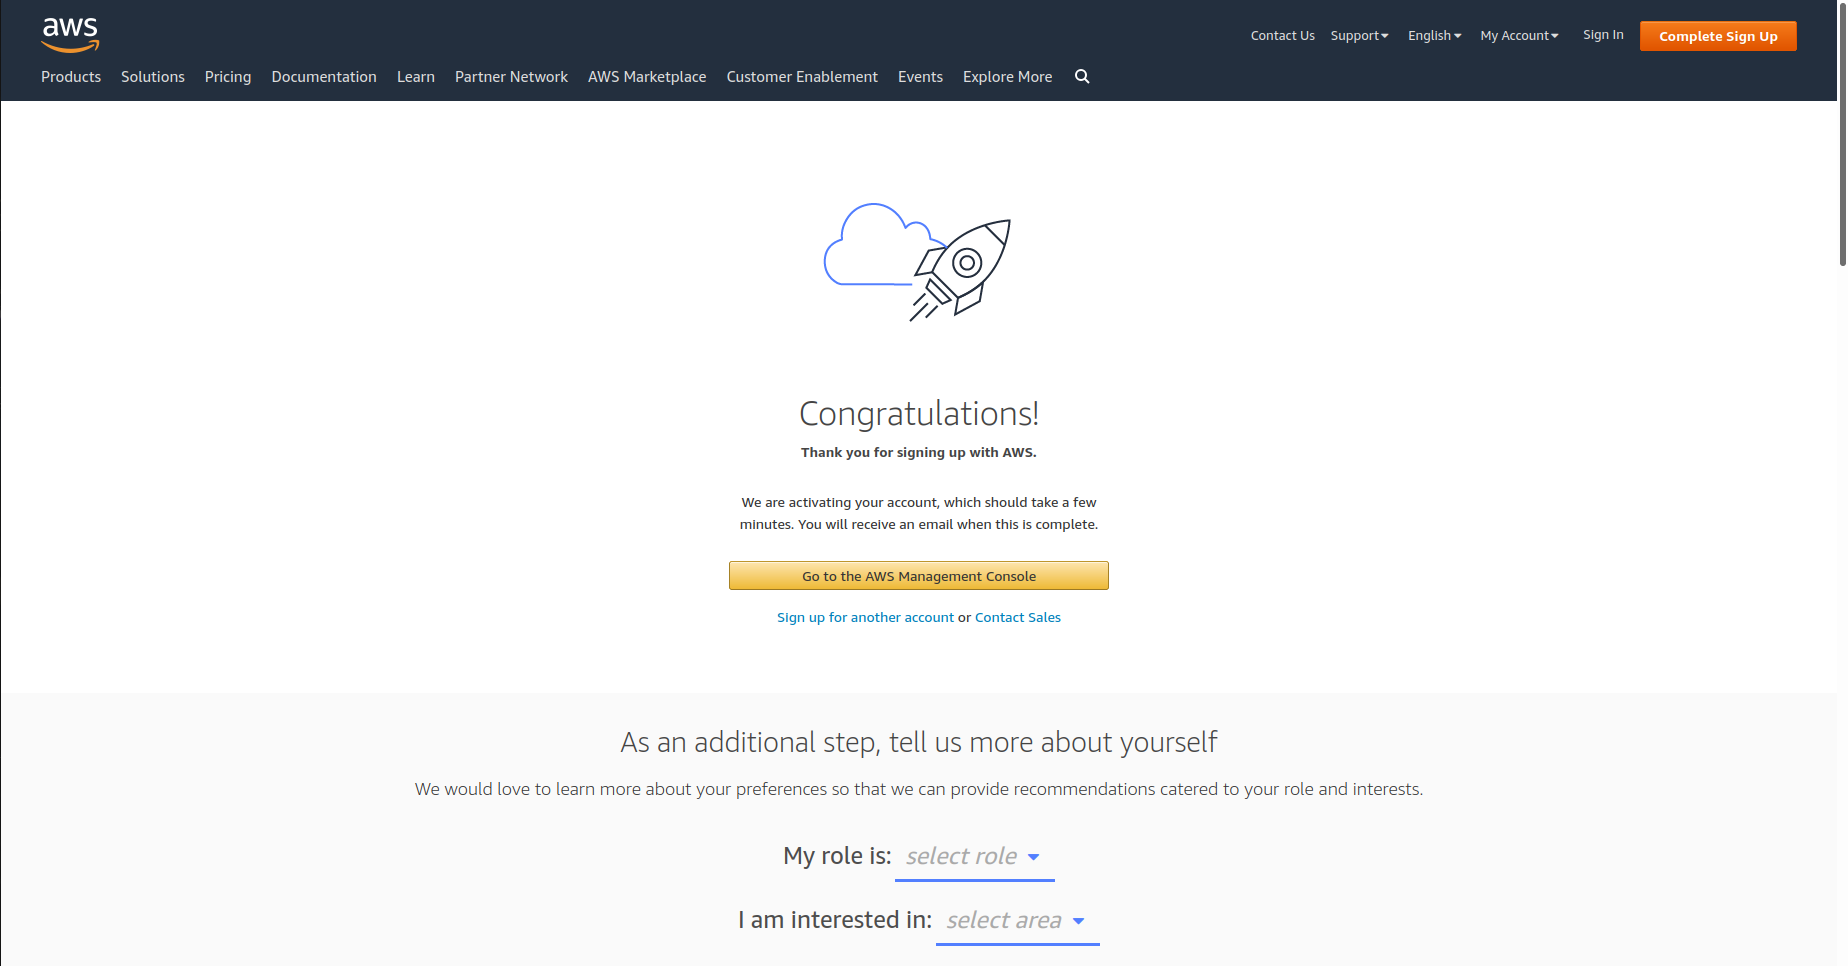 aws
Contact Us Support English My Account Sign In Complete Sign Up
Products Solutions Pricing Documentation Learn Partner Network AWS Marketplace Customer Enablement Events Explore More
Congratulations!
Thank you for signing up with AWS.
We are activating your account, which should take a few
minutes. You will receive an email when this is complete.
Go to the AWS Management Console
Sign up for another account or Contact Sales
As an additional step, tell us more about yourself
We would love to learn more about your preferences so that we can provide recommendations catered to your role and interests.
My role is: select role
I am interested in: select area